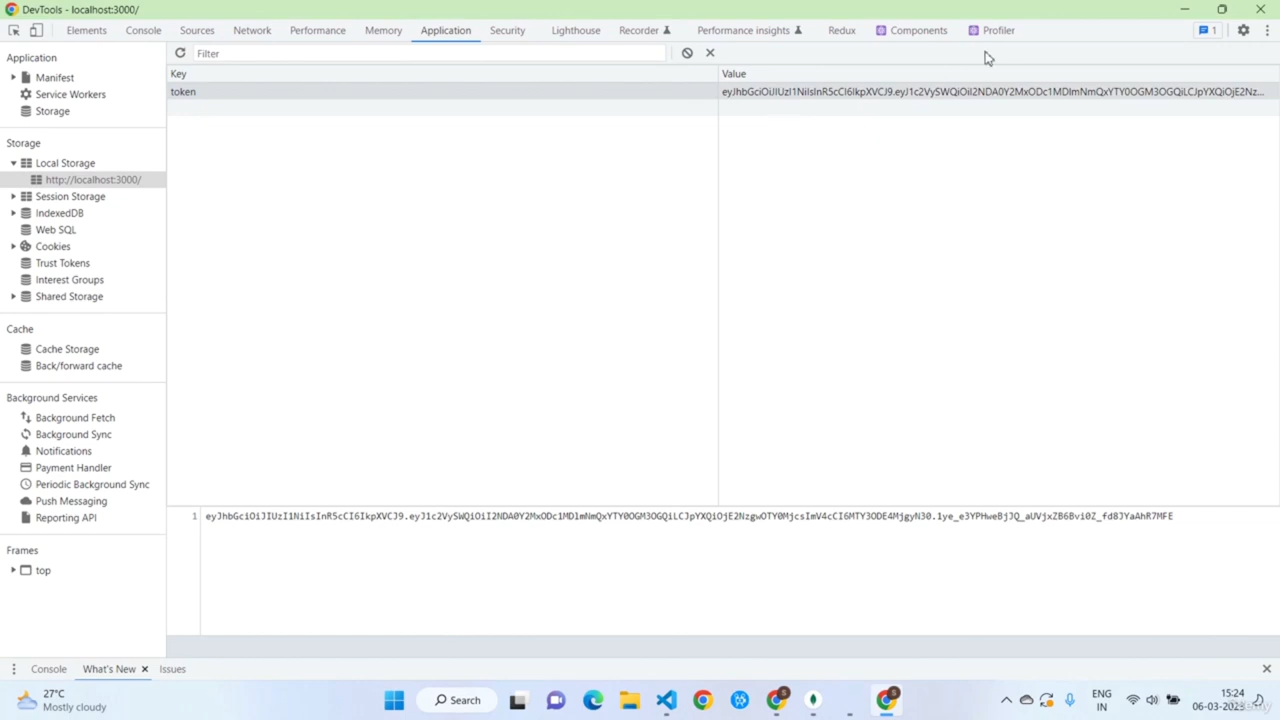 DevTools - localhost:3000/
Elements Console Sources Network Performance Memory Application Security Lighthouse Recorder Performance insights Redux Components Profiler 1
Application
Manifest
Service Workers
Storage
Storage
Local Storage
http://localhost:3000/
Session Storage
IndexedDB
Web SQL
Cookies
Trust Tokens
Interest Groups
Shared Storage
Cache
Cache Storage
Back/forward cache
Background Services
Background Fetch
Background Sync
Notifications
Payment Handler
Periodic Background Sync
Push Messaging
Reporting API
Frames
top
Filter
Key Value
token
1
Console What's New Issues
27°C
Mostly cloudy
Search
5
5
ENG
IN
15:24
06-03-2023